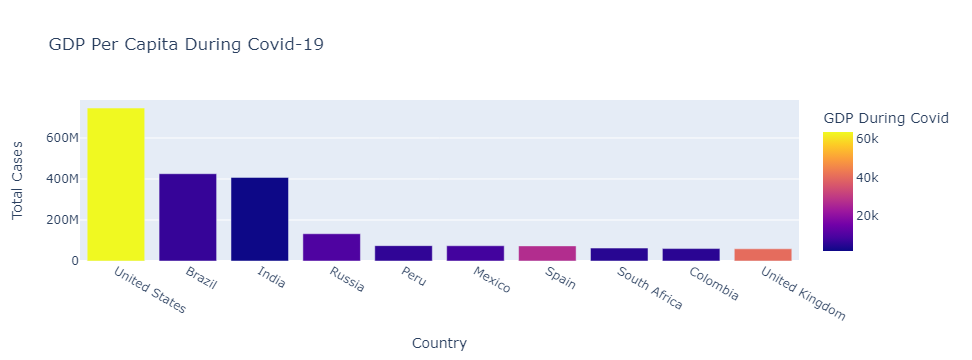 GDP Per Capita During Covid-19
Total Cases
600M
400M
200M
0
United States
Brazil
India
Russia
Peru
Mexico
Spain
South Africa
Colombia
United Kingdom
Country
GDP During Covid
60k
40k
20k